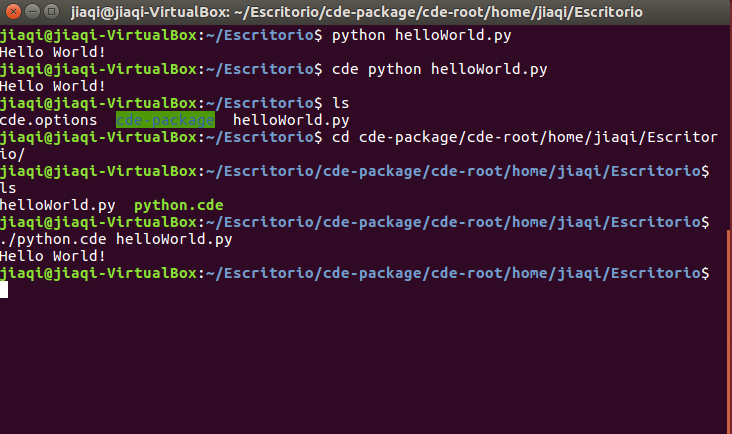 jiaqi@jiaqi-VirtualBox: ~/Escritorio/cde-package/cde-root/home/jiaqi/Escritorio
jiaqi@jiaqi-VirtualBox:~/Escritorio$ python helloWorld.py
Hello World!
jiaqi@jiaqi-VirtualBox:~/Escritorio$ cde python helloWorld.py
Hello World!
jiaqi@jiaqi-VirtualBox:~/Escritorio$ ls
cde.options  cde-package  helloWorld.py
jiaqi@jiaqi-VirtualBox:~/Escritorio$ cd cde-package/cde-root/home/jiaqi/Escritor
io/
jiaqi@jiaqi-VirtualBox:~/Escritorio/cde-package/cde-root/home/jiaqi/Escritorio$
ls
helloWorld.py  python.cde
jiaqi@jiaqi-VirtualBox:~/Escritorio/cde-package/cde-root/home/jiaqi/Escritorio$
./python.cde helloWorld.py
Hello World!
jiaqi@jiaqi-VirtualBox:~/Escritorio/cde-package/cde-root/home/jiaqi/Escritorio$